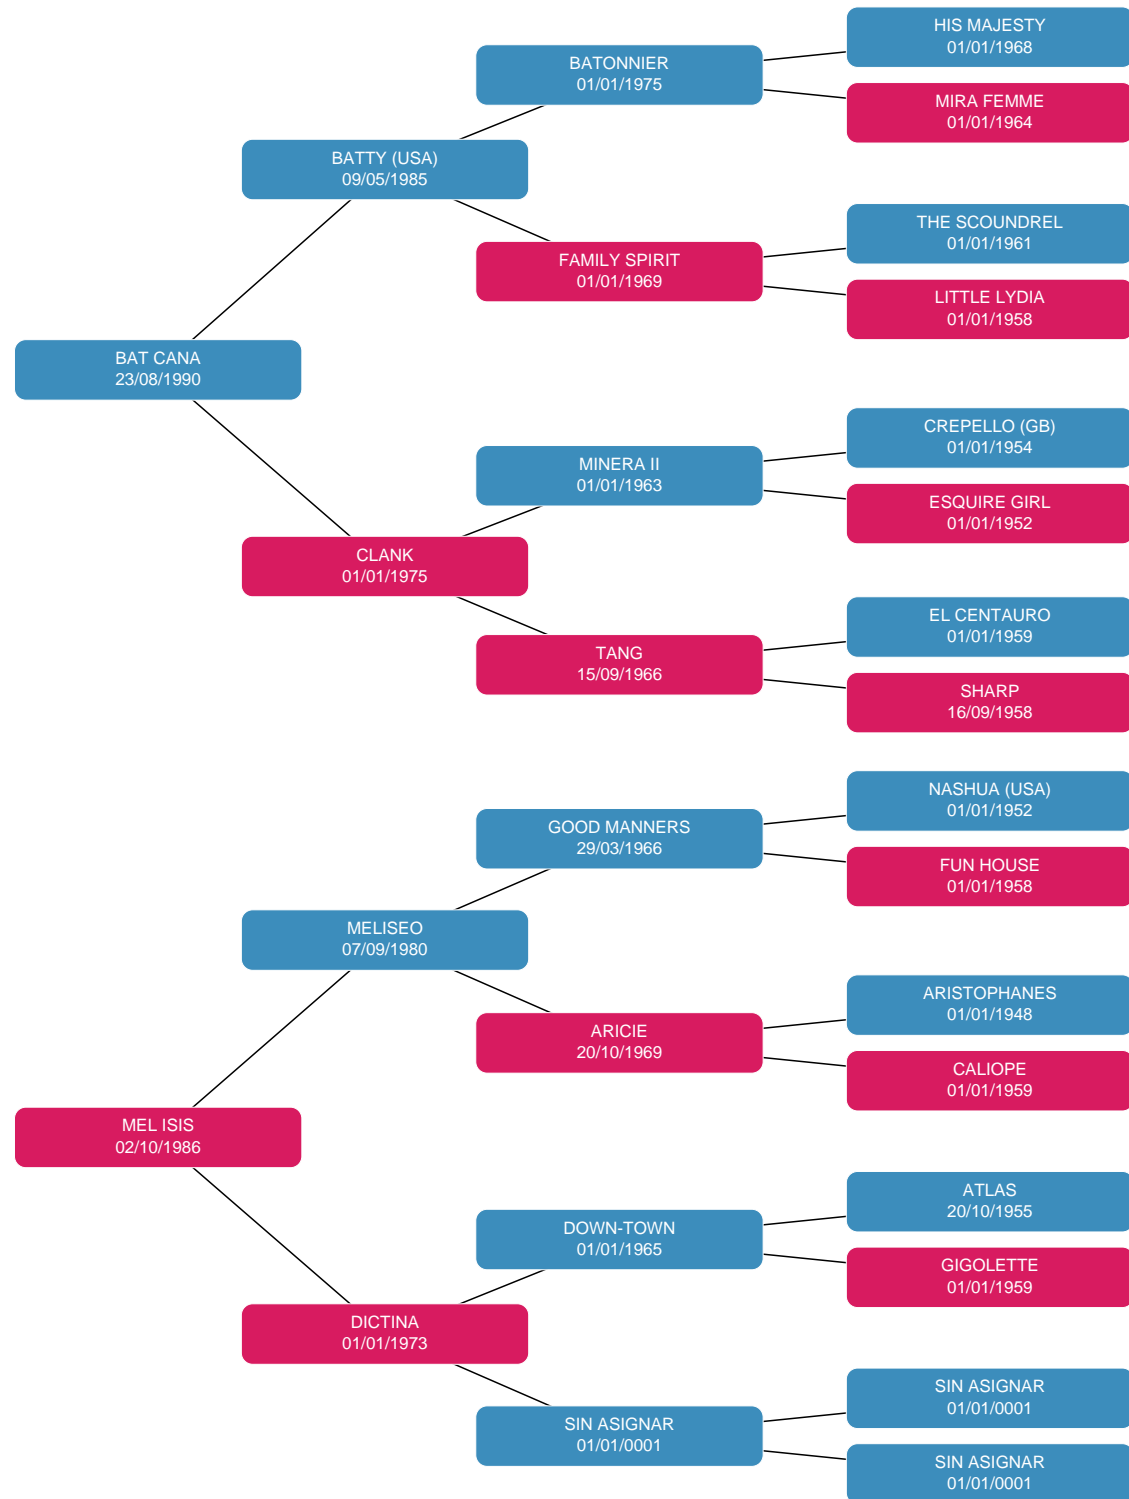 HIS MAJESTY
01/01/1968
BATONNIER
01/01/1975
MIRA FEMME
01/01/1964
BATTY (USA)
09/05/1985
THE SCOUNDREL
01/01/1961
FAMILY SPIRIT
01/01/1969
LITTLE LYDIA
01/01/1958
BAT CANA
23/08/1990
CREPELLO (GB)
01/01/1954
MINERA II
01/01/1963
ESQUIRE GIRL
01/01/1952
CLANK
01/01/1975
EL CENTAURO
01/01/1959
TANG
15/09/1966
SHARP
16/09/1958
NASHUA (USA)
01/01/1952
GOOD MANNERS
29/03/1966
FUN HOUSE
01/01/1958
MELISEO
07/09/1980
ARISTOPHANES
01/01/1948
ARICIE
20/10/1969
CALIOPE
01/01/1959
MEL ISIS
02/10/1986
ATLAS
20/10/1955
DOWN-TOWN
01/01/1965
GIGOLETTE
01/01/1959
DICTINA
01/01/1973
SIN ASIGNAR
01/01/0001
SIN ASIGNAR
01/01/0001
SIN ASIGNAR
01/01/0001